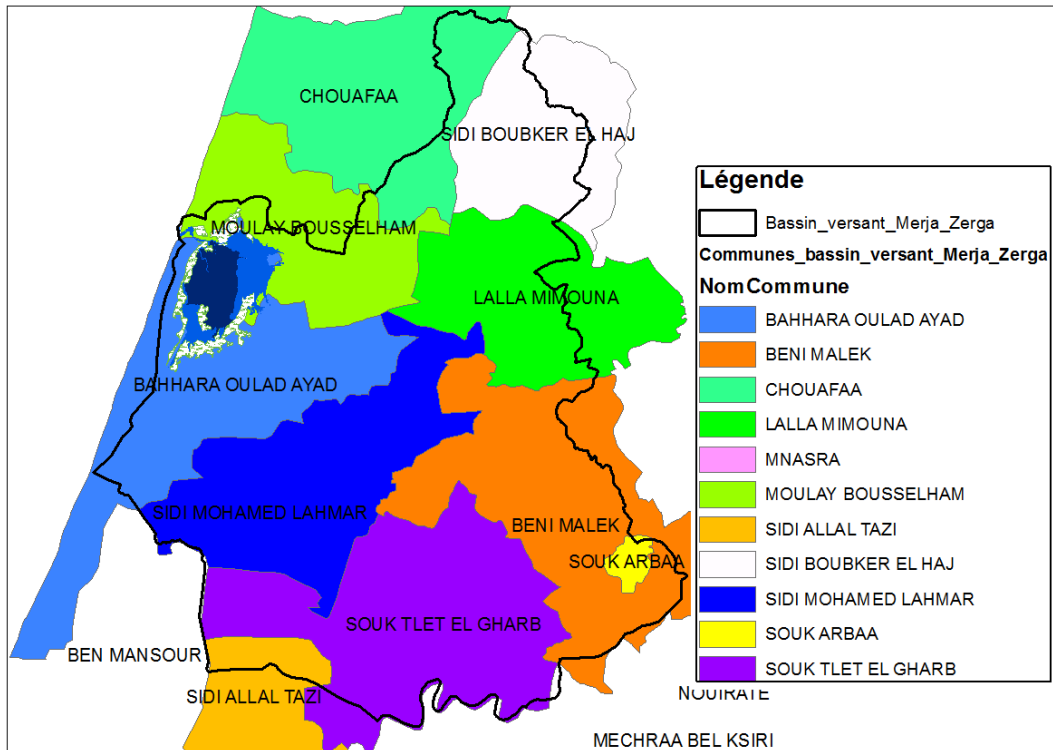 CHOUAFAA
SIDI BOUBKER EL HAJ
MOULAY BOUSSELHAM
LALLA MIMOUNA
BAHHARA OULAD AYAD
SIDI MOHAMED LAHMAR
BENI MALEK
SOUK ARBAA
SOUK TLET EL GHARB
BEN MANSOUR
SIDI ALLAL TAZI
NOUIRATE
MECHRAA BEL KSIRI
Légende
Bassin_versant_Merja_Zerga
Communes_bassin_versant_Merja_Zerga
NomCommune
BAHHARA OULAD AYAD
BENI MALEK
CHOUAFAA
LALLA MIMOUNA
MNASRA
MOULAY BOUSSELHAM
SIDI ALLAL TAZI
SIDI BOUBKER EL HAJ
SIDI MOHAMED LAHMAR
SOUK ARBAA
SOUK TLET EL GHARB